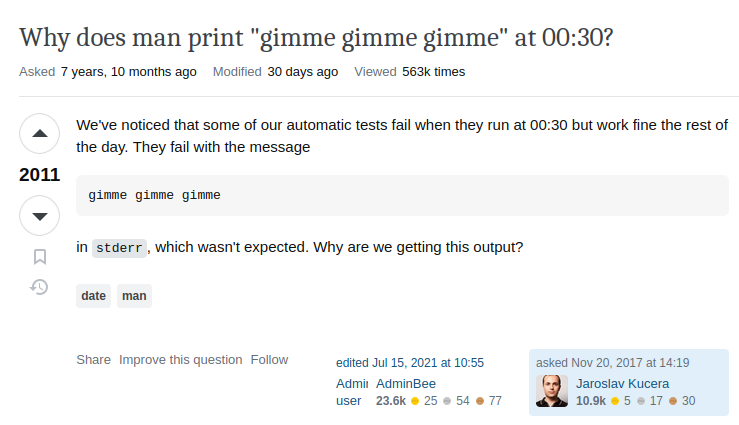 Why does man print "gimme gimme gimme" at 00:30?
Asked 7 years, 10 months ago Modified 30 days ago Viewed 563k times
2011
We've noticed that some of our automatic tests fail when they run at 00:30 but work fine the rest of
the day. They fail with the message
gimme gimme gimme
in stderr, which wasn't expected. Why are we getting this output?
date man
Share Improve this question Follow
edited Jul 15, 2021 at 10:55
Admin AdminBee
user 23.6k 25 54 77
asked Nov 20, 2017 at 14:19
Jaroslav Kucera
10.9k 5 17 30